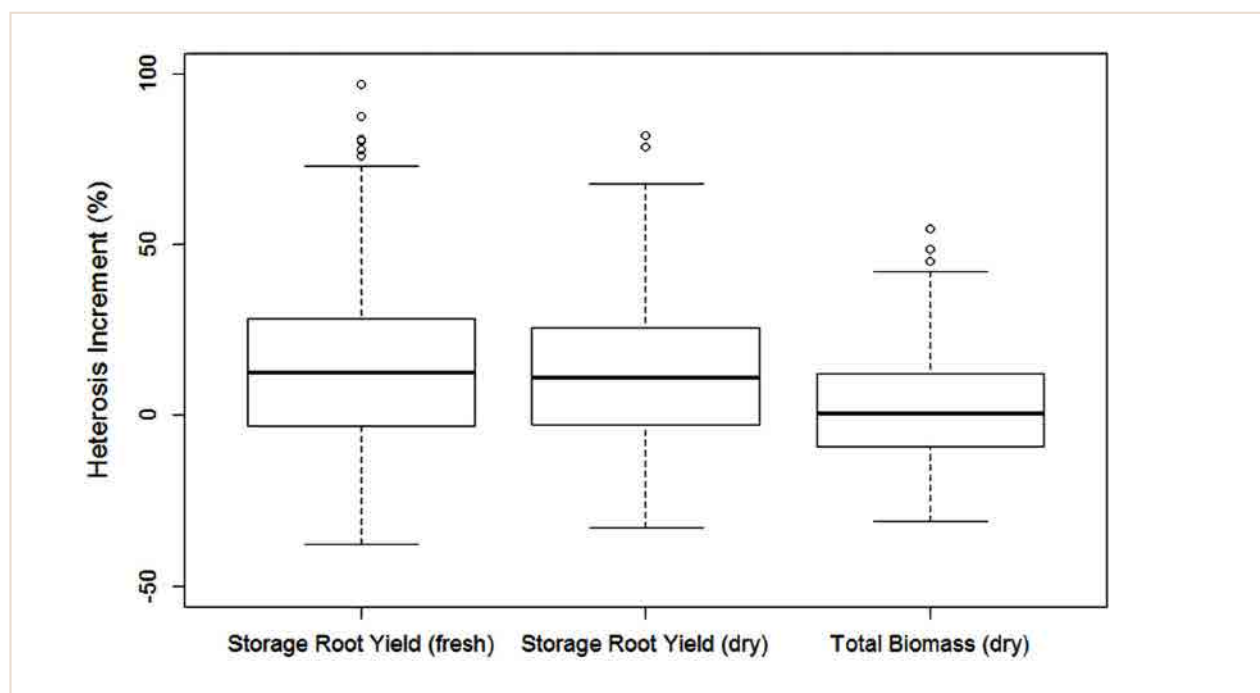 100
50
0
-50
Heterosis Increment (%)
Storage Root Yield (fresh)
Storage Root Yield (dry)
Total Biomass (dry)